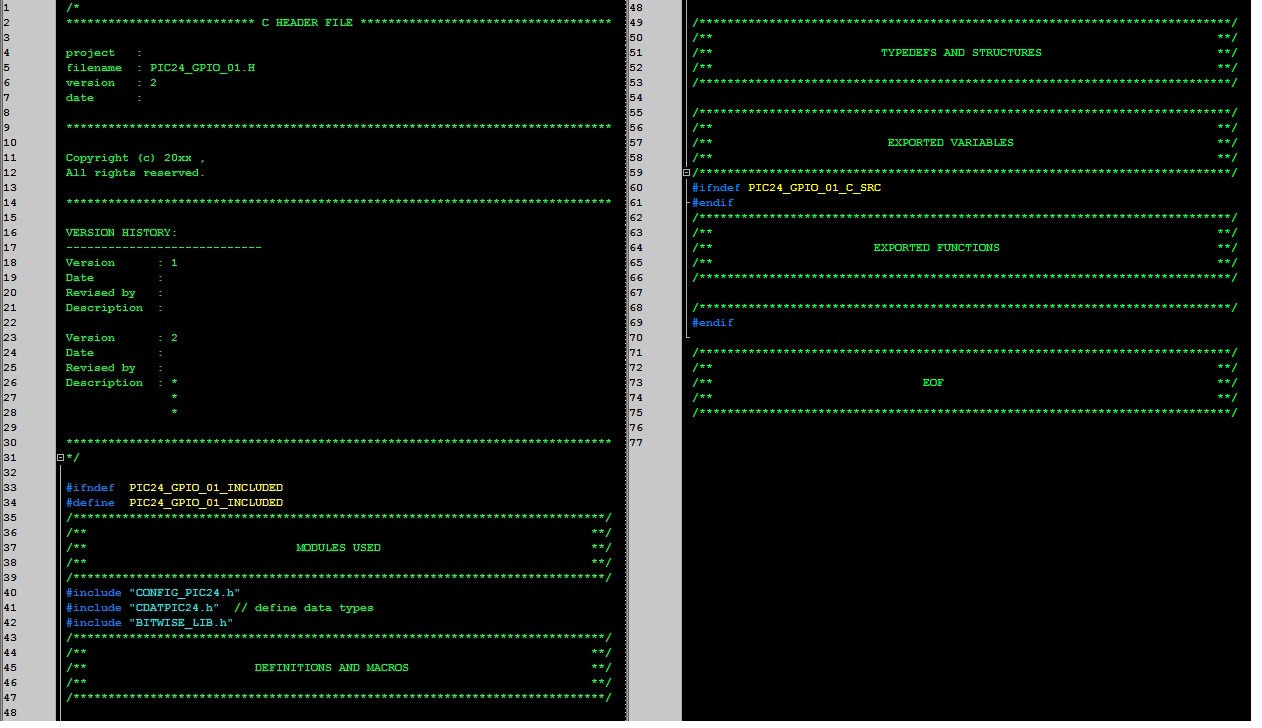 1 /*
2 *************************** C HEADER FILE ************************************
3
4 project   :
5 filename  : PIC24_GPIO_01.H
6 version   : 2
7 date      :
8
9 ******************************************************************************
10
11 Copyright (c) 20xx ,
12 All rights reserved.
13
14 ******************************************************************************
15
16 VERSION HISTORY:
17 ----------------------------
18 Version      : 1
19 Date         :
20 Revised by   :
21 Description  :
22
23 Version      : 2
24 Date         :
25 Revised by   :
26 Description  : *
27                *
28                *
29
30 ******************************************************************************
31 */
32
33 #ifndef  PIC24_GPIO_01_INCLUDED
34 #define  PIC24_GPIO_01_INCLUDED
35 /****************************************************************************/
36 /**                                                                        **/
37 /**                              MODULES USED                              **/
38 /**                                                                        **/
39 /****************************************************************************/
40 #include "CONFIG_PIC24.h"
41 #include "CDATPIC24.h"  // define data types
42 #include "BITWISE_LIB.h"
43 /****************************************************************************/
44 /**                                                                        **/
45 /**                        DEFINITIONS AND MACROS                          **/
46 /**                                                                        **/
47 /****************************************************************************/
48
48
49 /****************************************************************************/
50 /**                                                                        **/
51 /**                        TYPEDEFS AND STRUCTURES                         **/
52 /**                                                                        **/
53 /****************************************************************************/
54
55 /****************************************************************************/
56 /**                                                                        **/
57 /**                         EXPORTED VARIABLES                             **/
58 /**                                                                        **/
59 /****************************************************************************/
60 #ifndef PIC24_GPIO_01_C_SRC
61 #endif
62 /****************************************************************************/
63 /**                                                                        **/
64 /**                       EXPORTED FUNCTIONS                               **/
65 /**                                                                        **/
66 /****************************************************************************/
67
68 /****************************************************************************/
69 #endif
70
71 /****************************************************************************/
72 /**                                                                        **/
73 /**                              EOF                                       **/
74 /**                                                                        **/
75 /****************************************************************************/
76
77